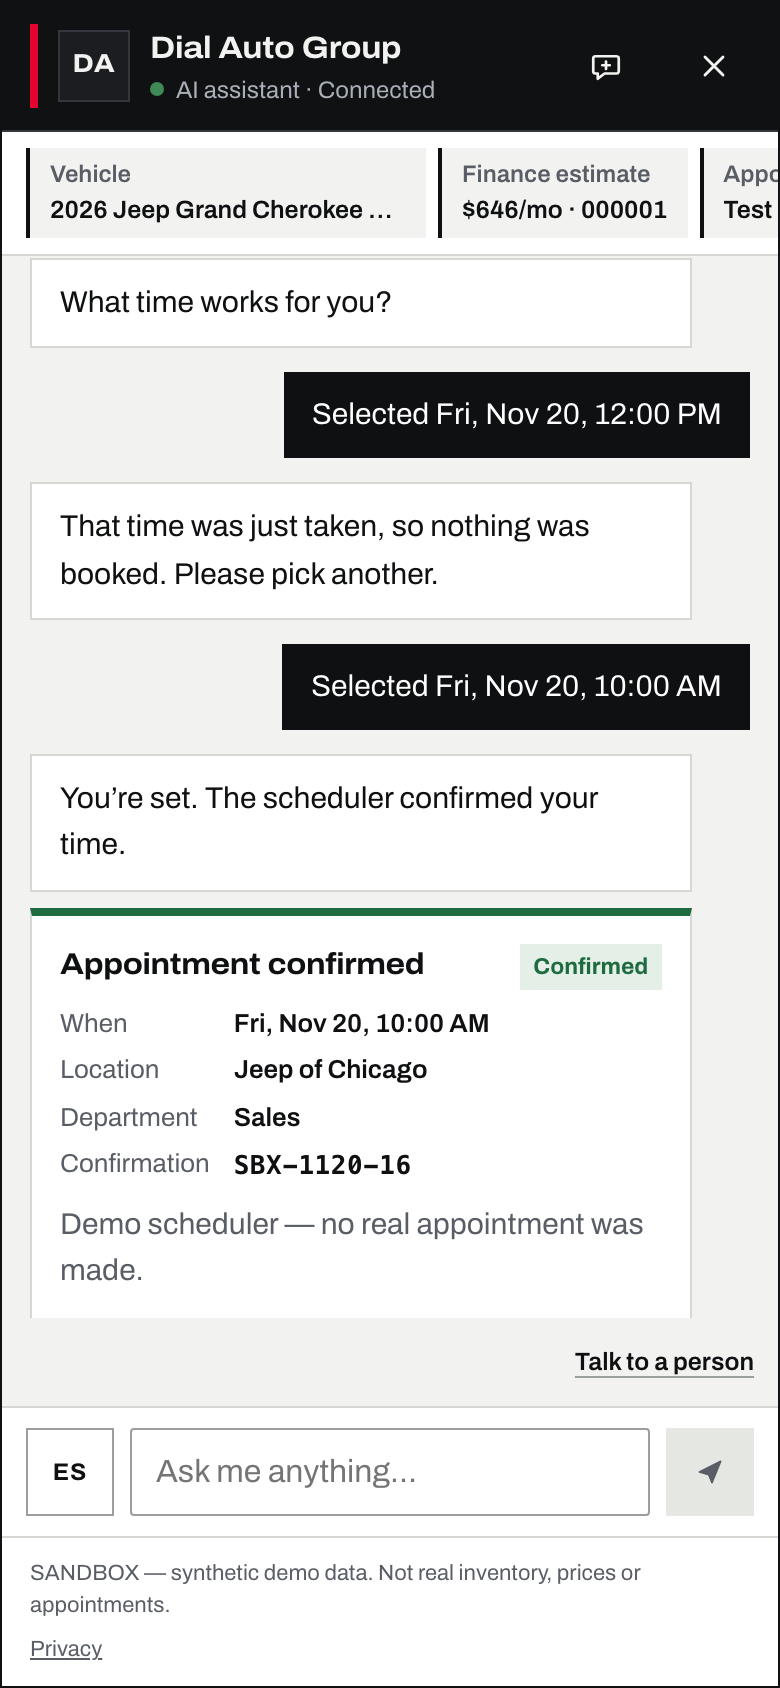 DA
Dial Auto Group
AI assistant · Connected
Vehicle
2026 Jeep Grand Cherokee ...
Finance estimate
$646/mo · 000001
Test
What time works for you?
Selected Fri, Nov 20, 12:00 PM
That time was just taken, so nothing was
booked. Please pick another.
Selected Fri, Nov 20, 10:00 AM
You’re set. The scheduler confirmed your
time.
Appointment confirmed
Confirmed
When
Fri, Nov 20, 10:00 AM
Location
Jeep of Chicago
Department
Sales
Confirmation
SBX–1120–16
Demo scheduler — no real appointment was
made.
Talk to a person
ES
Ask me anything...
SANDBOX — synthetic demo data. Not real inventory, prices or
appointments.
Privacy